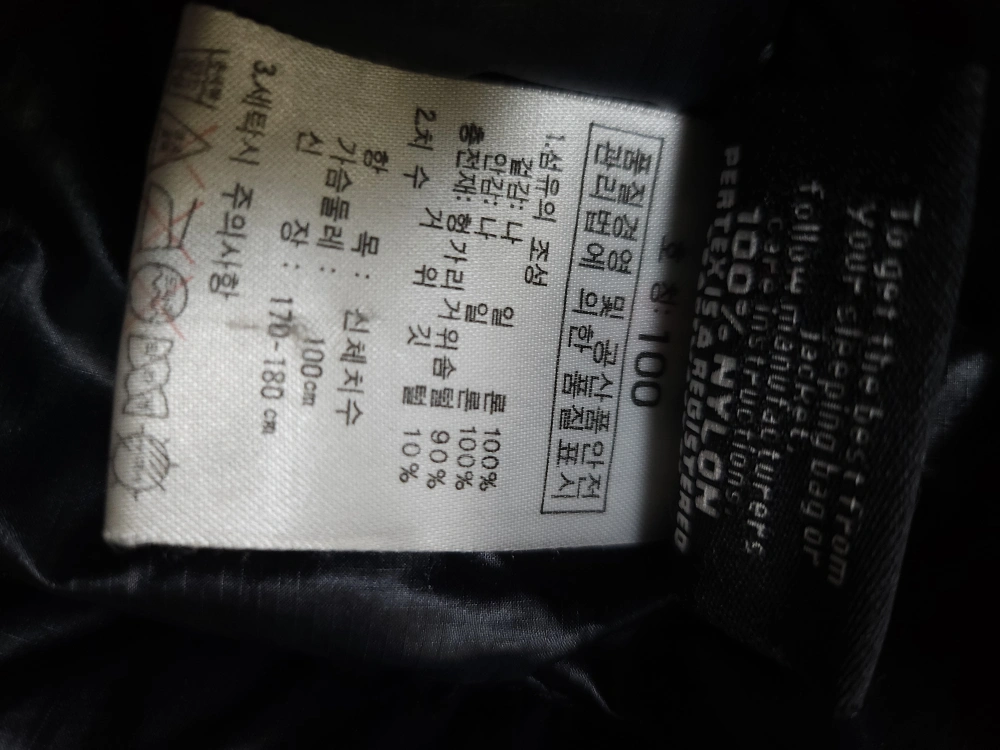 To get the best from
your sleeping bag or
jacket,
follow manufacturers
care instructions.
100% NYLON
PERTEX IS A REGISTERED
호 칭: 100
품질경영 및 공산품안전
관리법에 의한 품질표시
1.섬유의 조성
겉감: 나일론 100%
안감: 나일론 100%
충전재: 헝가리 거위솜털 90%
거위깃털 10%
2.치 수
항 목 : 신체치수
가슴둘레 : 100cm
신 장 : 170-180 cm
3.세탁시 주의사항